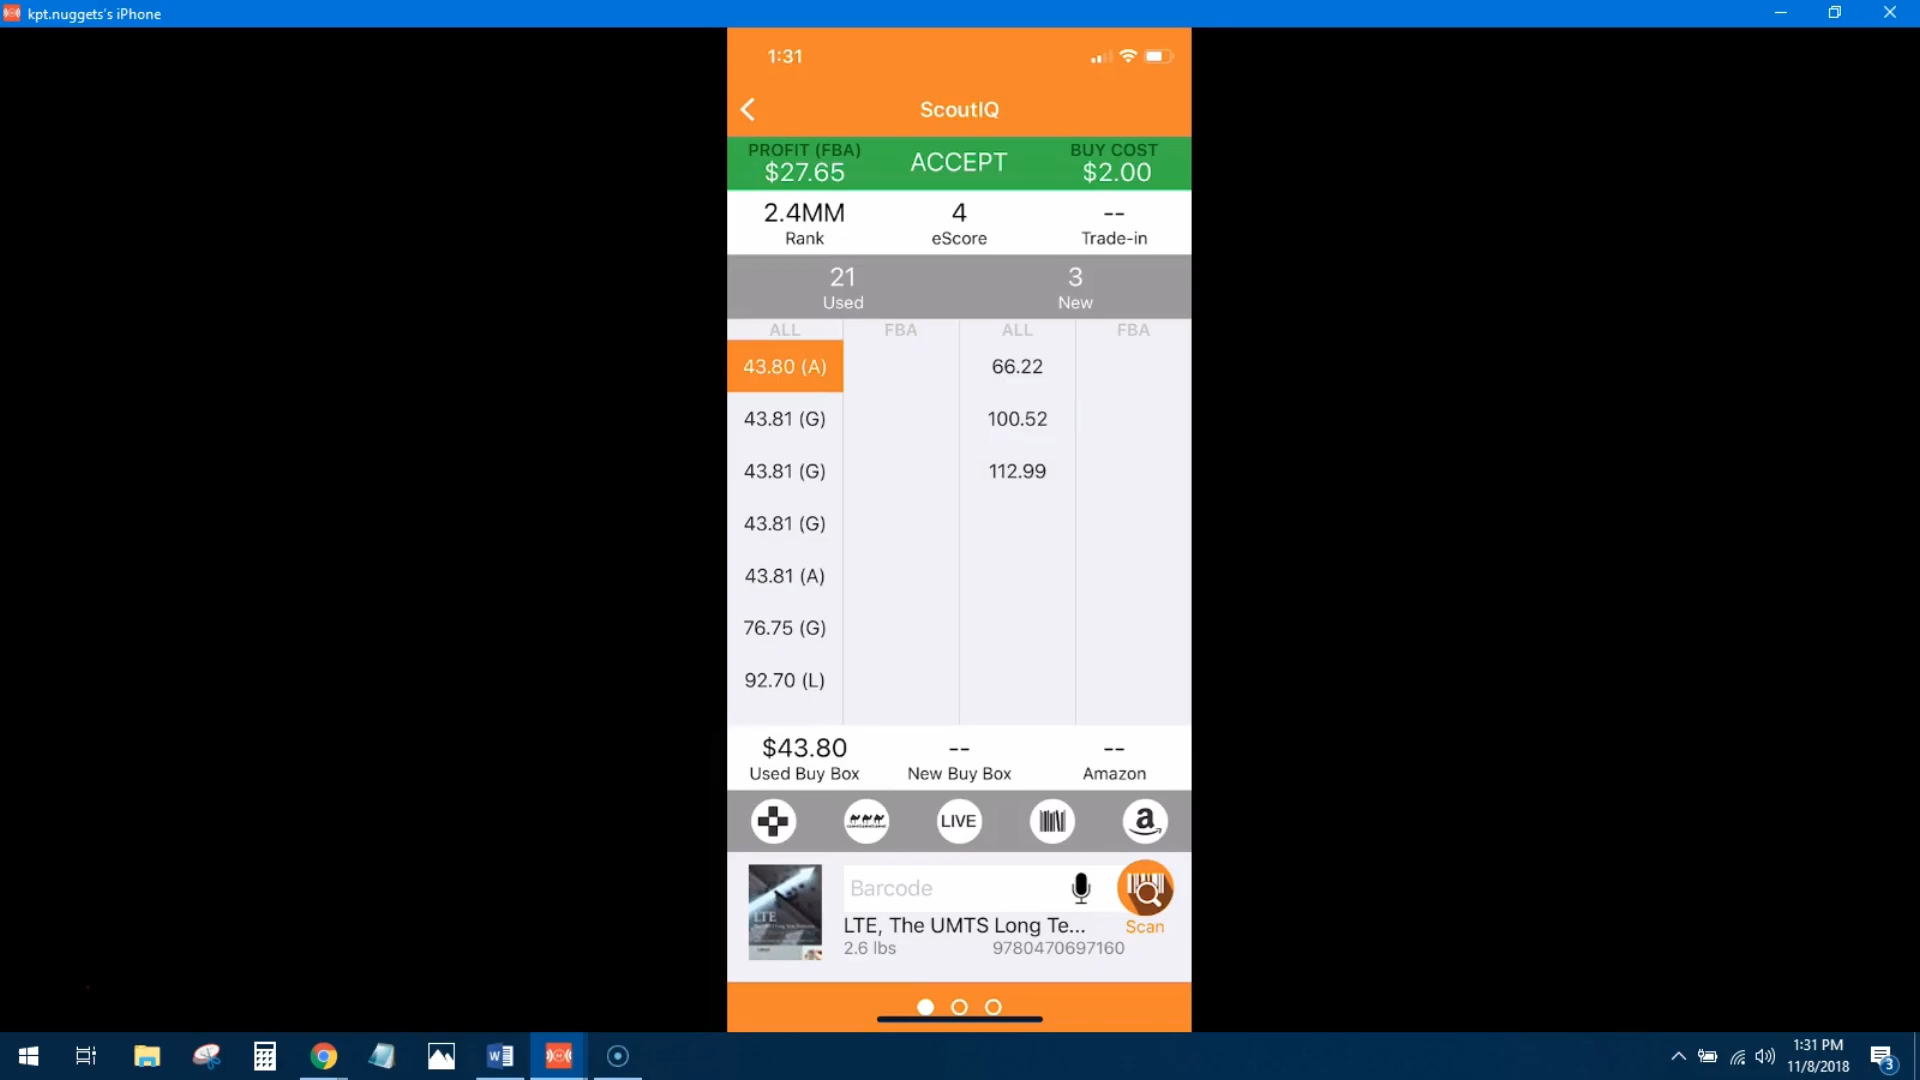 kpt.nuggets's iPhone
1:31
ScoutIQ
PROFIT (FBA) ACCEPT BUY COST
$27.65 $2.00
2.4MM 4 --
Rank eScore Trade-in
21 3
Used New
ALL FBA ALL FBA
43.80 (A) 66.22
43.81 (G) 100.52
43.81 (G) 112.99
43.81 (G)
43.81 (A)
76.75 (G)
92.70 (L)
$43.80 -- --
Used Buy Box New Buy Box Amazon
LIVE
a
Barcode
LTE
LTE, The UMTS Long Te... Scan
2.6 lbs 9780470697160
1:31 PM
11/8/2018
3